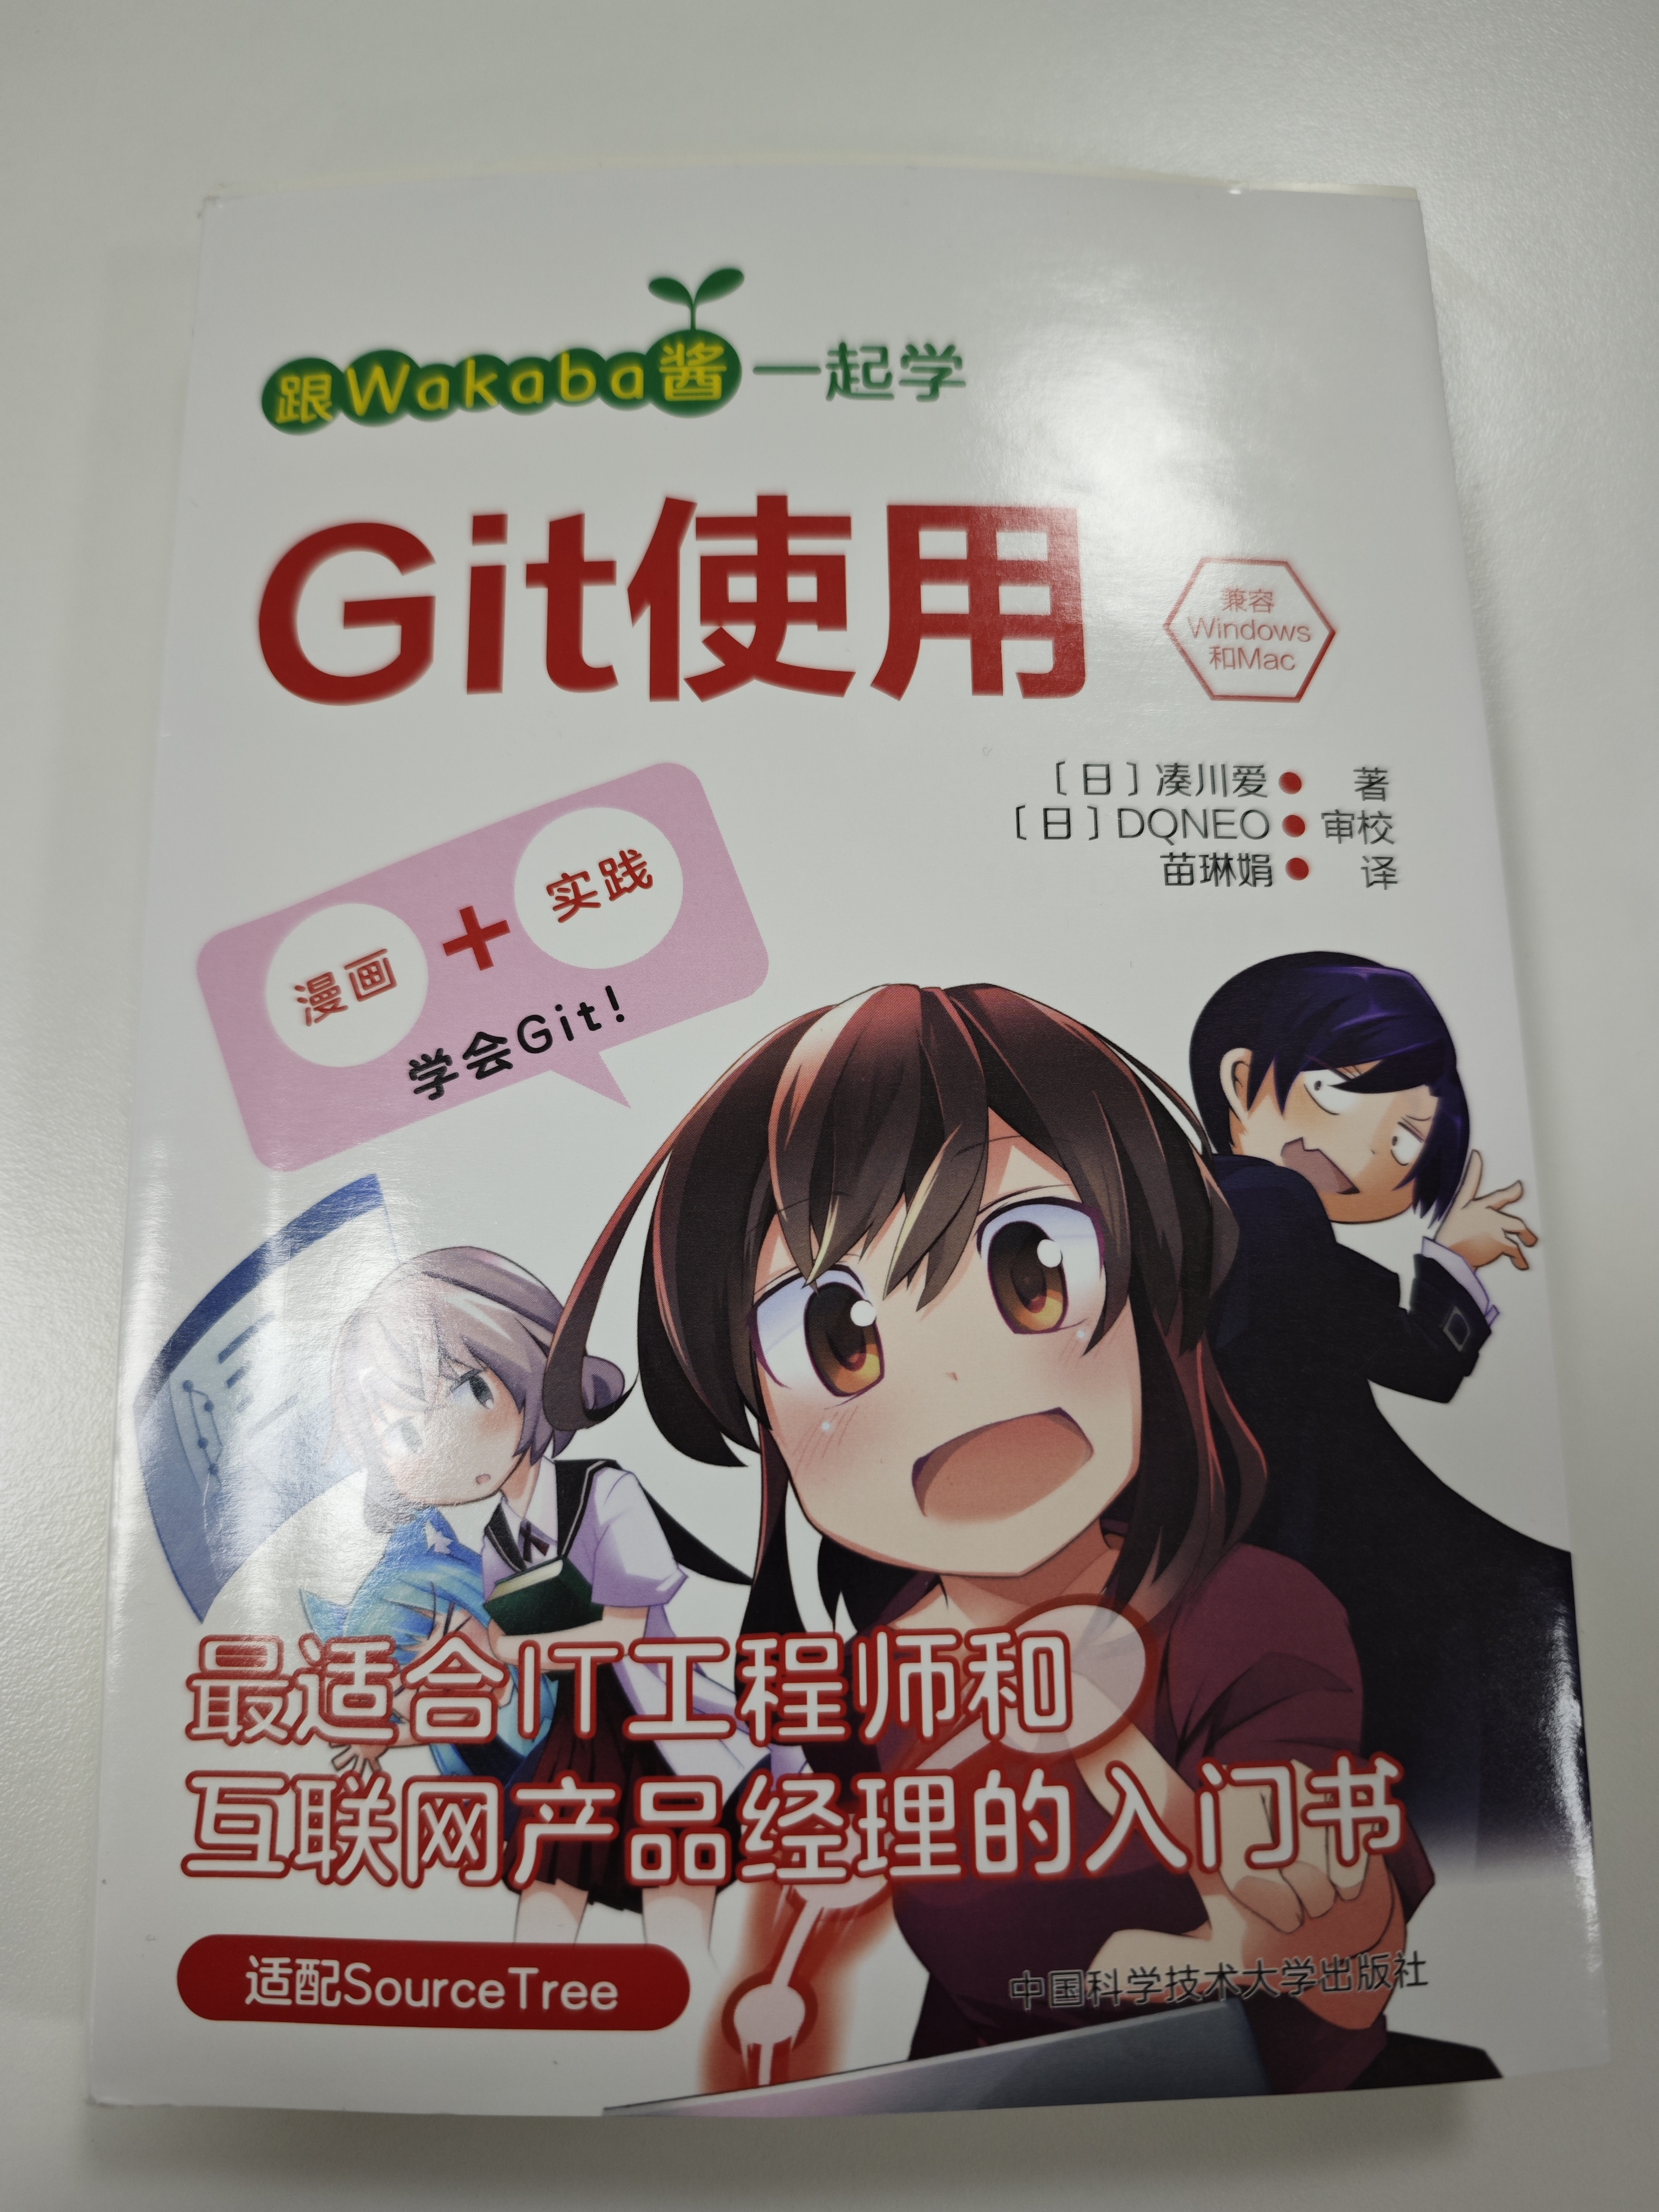 跟Wakaba酱一起学
Git使用
兼容
Windows
和Mac
〔日〕凑川爱●著
〔日〕DQNEO●审校
苗琳娟●译
漫画+实践
学会Git!
最适合IT工程师和
互联网产品经理的入门书
适配SourceTree
中国科学技术大学出版社